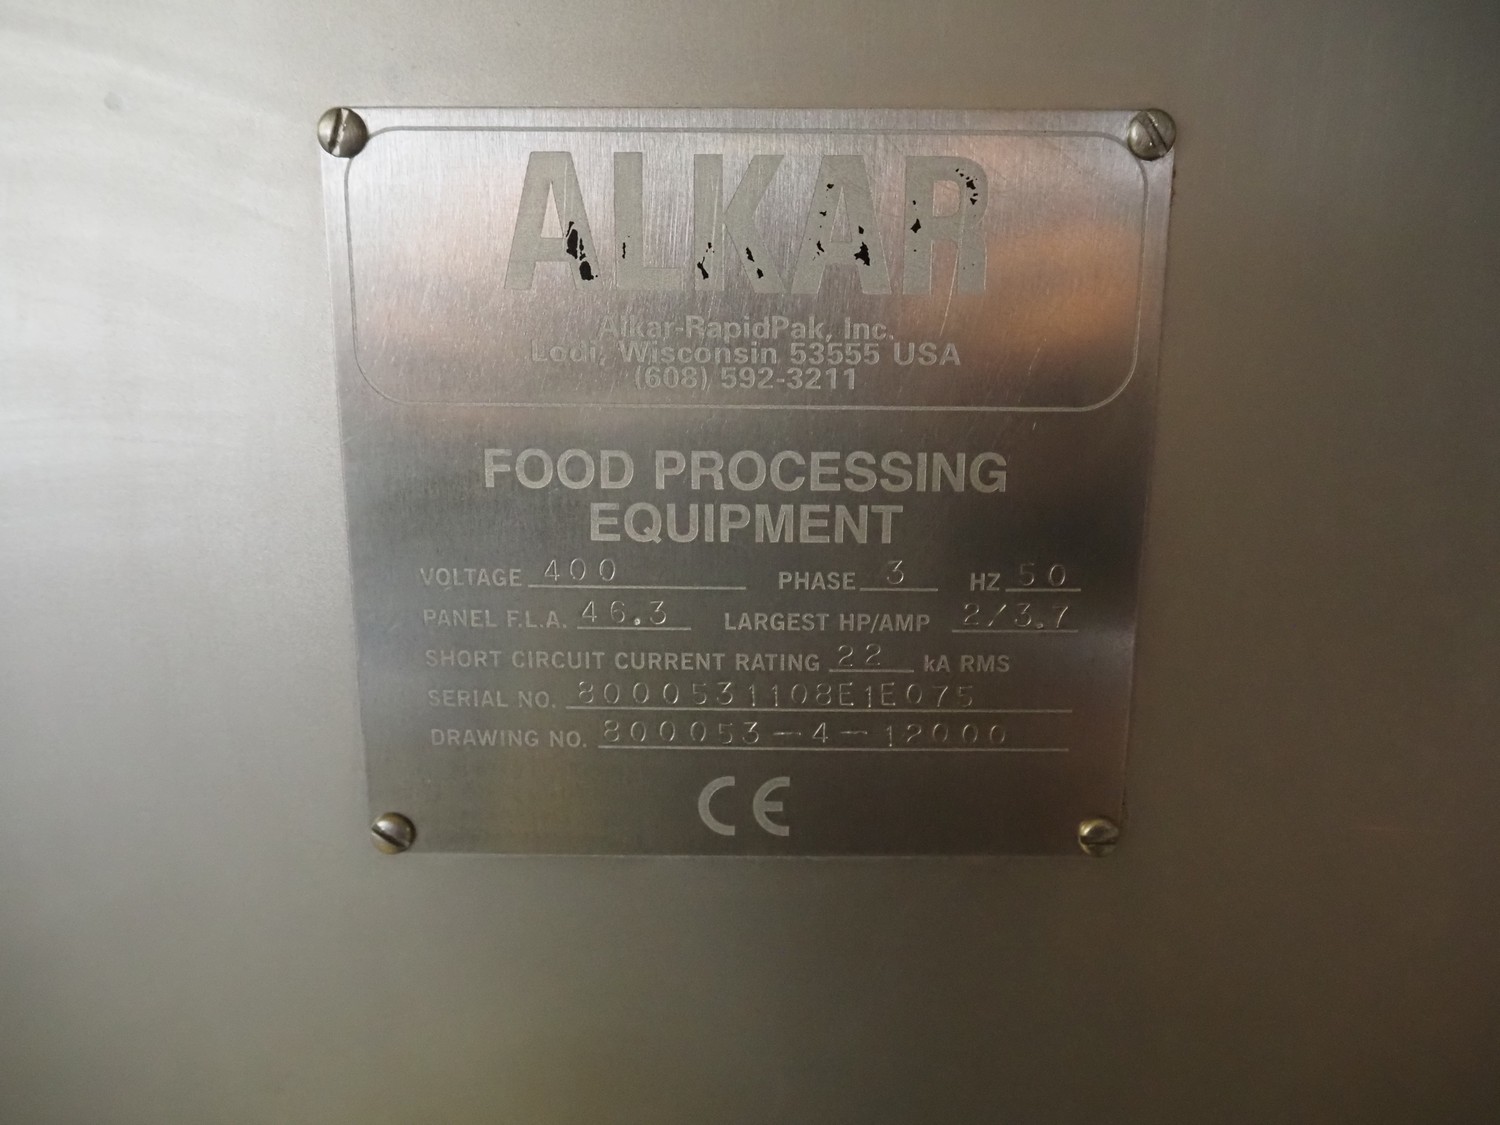 ALKAR
Alkar-RapidPak, Inc.
Lodi, Wisconsin 53555 USA
(608) 592-3211
FOOD PROCESSING
EQUIPMENT
VOLTAGE 400 PHASE 3 HZ 50
PANEL F.L.A. 46.3 LARGEST HP/AMP 2/3.7
SHORT CIRCUIT CURRENT RATING 22 kA RMS
SERIAL NO. 8000531108E1E075
DRAWING NO. 800053-4-12000
CE